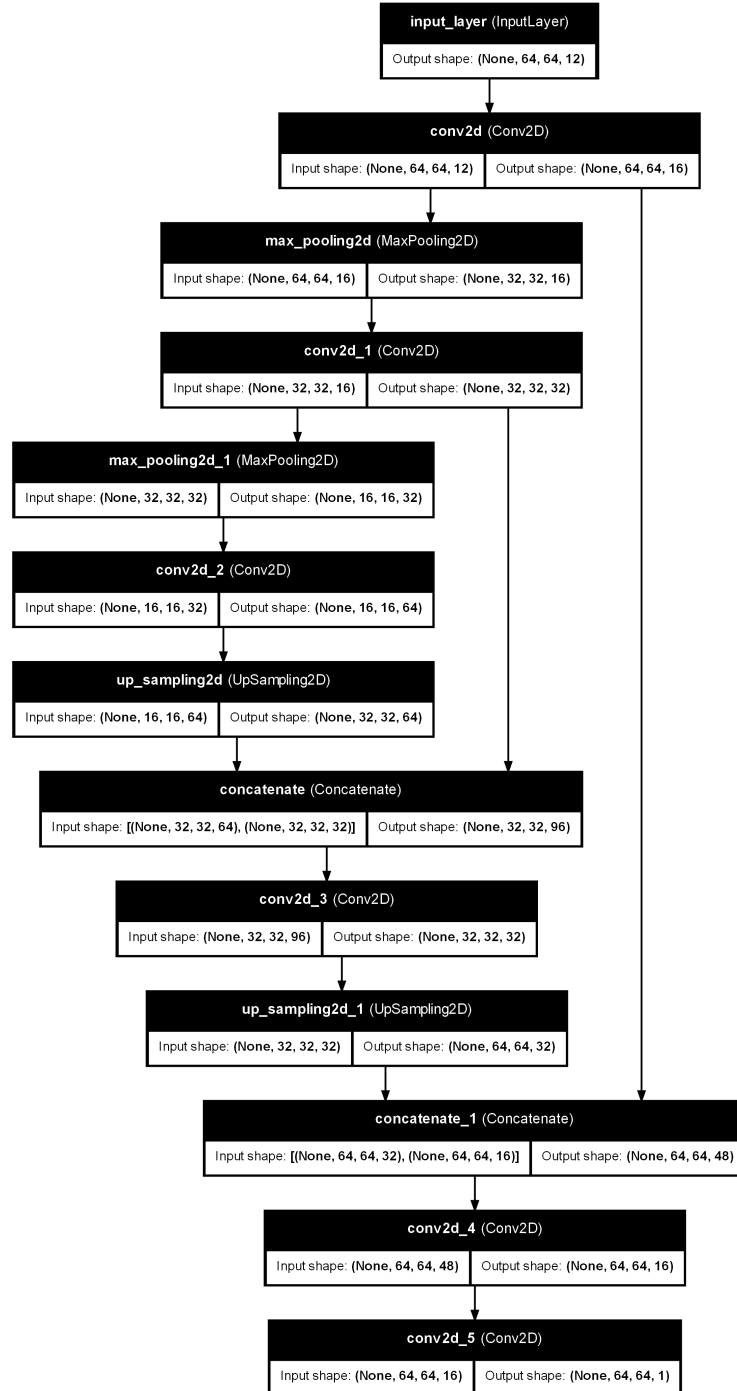 input_layer (InputLayer)
Output shape: (None, 64, 64, 12)
conv2d (Conv2D)
Input shape: (None, 64, 64, 12) Output shape: (None, 64, 64, 16)
max_pooling2d (MaxPooling2D)
Input shape: (None, 64, 64, 16) Output shape: (None, 32, 32, 16)
conv2d_1 (Conv2D)
Input shape: (None, 32, 32, 16) Output shape: (None, 32, 32, 32)
max_pooling2d_1 (MaxPooling2D)
Input shape: (None, 32, 32, 32) Output shape: (None, 16, 16, 32)
conv2d_2 (Conv2D)
Input shape: (None, 16, 16, 32) Output shape: (None, 16, 16, 64)
up_sampling2d (UpSampling2D)
Input shape: (None, 16, 16, 64) Output shape: (None, 32, 32, 64)
concatenate (Concatenate)
Input shape: [(None, 32, 32, 64), (None, 32, 32, 32)] Output shape: (None, 32, 32, 96)
conv2d_3 (Conv2D)
Input shape: (None, 32, 32, 96) Output shape: (None, 32, 32, 32)
up_sampling2d_1 (UpSampling2D)
Input shape: (None, 32, 32, 32) Output shape: (None, 64, 64, 32)
concatenate_1 (Concatenate)
Input shape: [(None, 64, 64, 32), (None, 64, 64, 16)] Output shape: (None, 64, 64, 48)
conv2d_4 (Conv2D)
Input shape: (None, 64, 64, 48) Output shape: (None, 64, 64, 16)
conv2d_5 (Conv2D)
Input shape: (None, 64, 64, 16) Output shape: (None, 64, 64, 1)